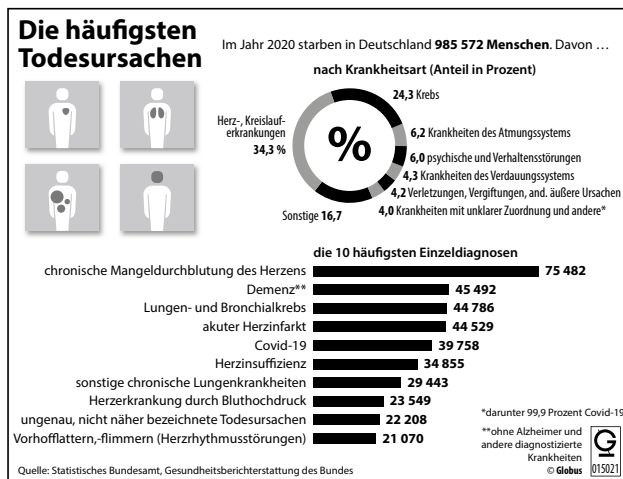 Die häufigsten
Todesursachen
Im Jahr 2020 starben in Deutschland 985 572 Menschen. Davon …
nach Krankheitsart (Anteil in Prozent)
24,3 Krebs
6,2 Krankheiten des Atmungssystems
6,0 psychische und Verhaltensstörungen
4,3 Krankheiten des Verdauungssystems
4,2 Verletzungen, Vergiftungen, and. äußere Ursachen
4,0 Krankheiten mit unklarer Zuordnung und andere*
Sonstige 16,7
Herz-, Kreislauf-
erkrankungen
34,3 %
%
die 10 häufigsten Einzeldiagnosen
chronische Mangeldurchblutung des Herzens 75 482
Demenz** 45 492
Lungen- und Bronchialkrebs 44 786
akuter Herzinfarkt 44 529
Covid-19 39 758
Herzinsuffizienz 34 855
sonstige chronische Lungenkrankheiten 29 443
Herzerkrankung durch Bluthochdruck 23 549
ungenau, nicht näher bezeichnete Todesursachen 22 208
Vorhofflattern,-flimmern (Herzrhythmusstörungen) 21 070
*darunter 99,9 Prozent Covid-19
**ohne Alzheimer und
andere diagnostizierte
Krankheiten
© Globus
G
015021
Quelle: Statistisches Bundesamt, Gesundheitsberichterstattung des Bundes